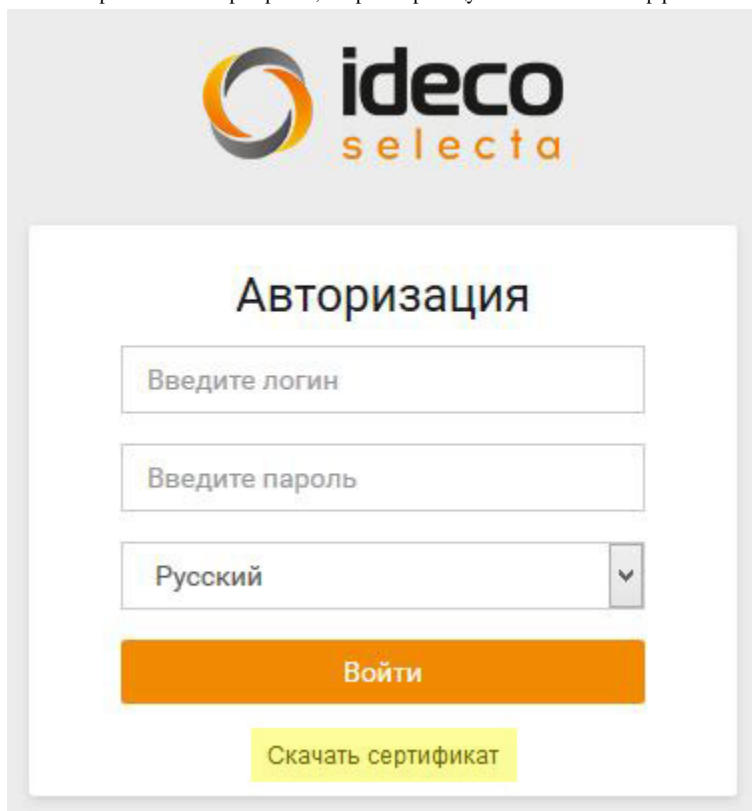 ideco
selecta
Авторизация
Введите логин
Введите пароль
Русский
Войти
Скачать сертификат